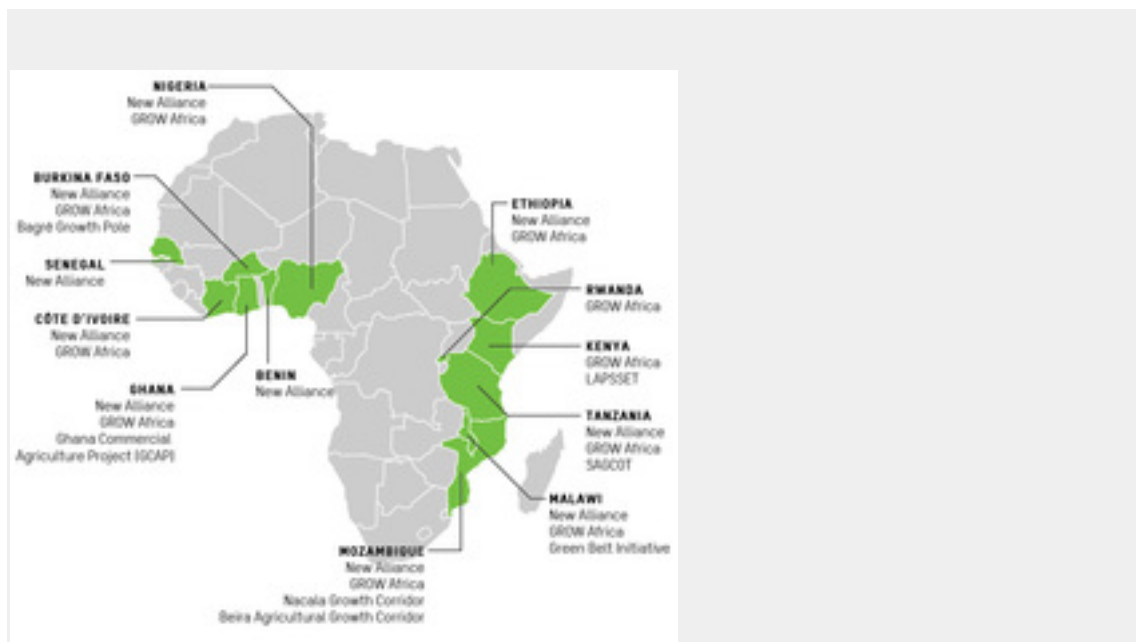 NIGERIA
New Alliance
GROW Africa
BURKINA FASO
New Alliance
GROW Africa
Bagrè Growth Pole
SENEGAL
New Alliance
CÔTE D'IVOIRE
New Alliance
GROW Africa
GHANA
New Alliance
GROW Africa
Ghana Commercial
Agriculture Project (GCAP)
BENIN
New Alliance
ETHIOPIA
New Alliance
GROW Africa
RWANDA
GROW Africa
KENYA
GROW Africa
LAPSSET
TANZANIA
New Alliance
GROW Africa
SAGCOT
MALAWI
New Alliance
GROW Africa
Green Belt Initiative
MOZAMBIQUE
New Alliance
GROW Africa
Nacala Growth Corridor
Beira Agricultural Growth Corridor